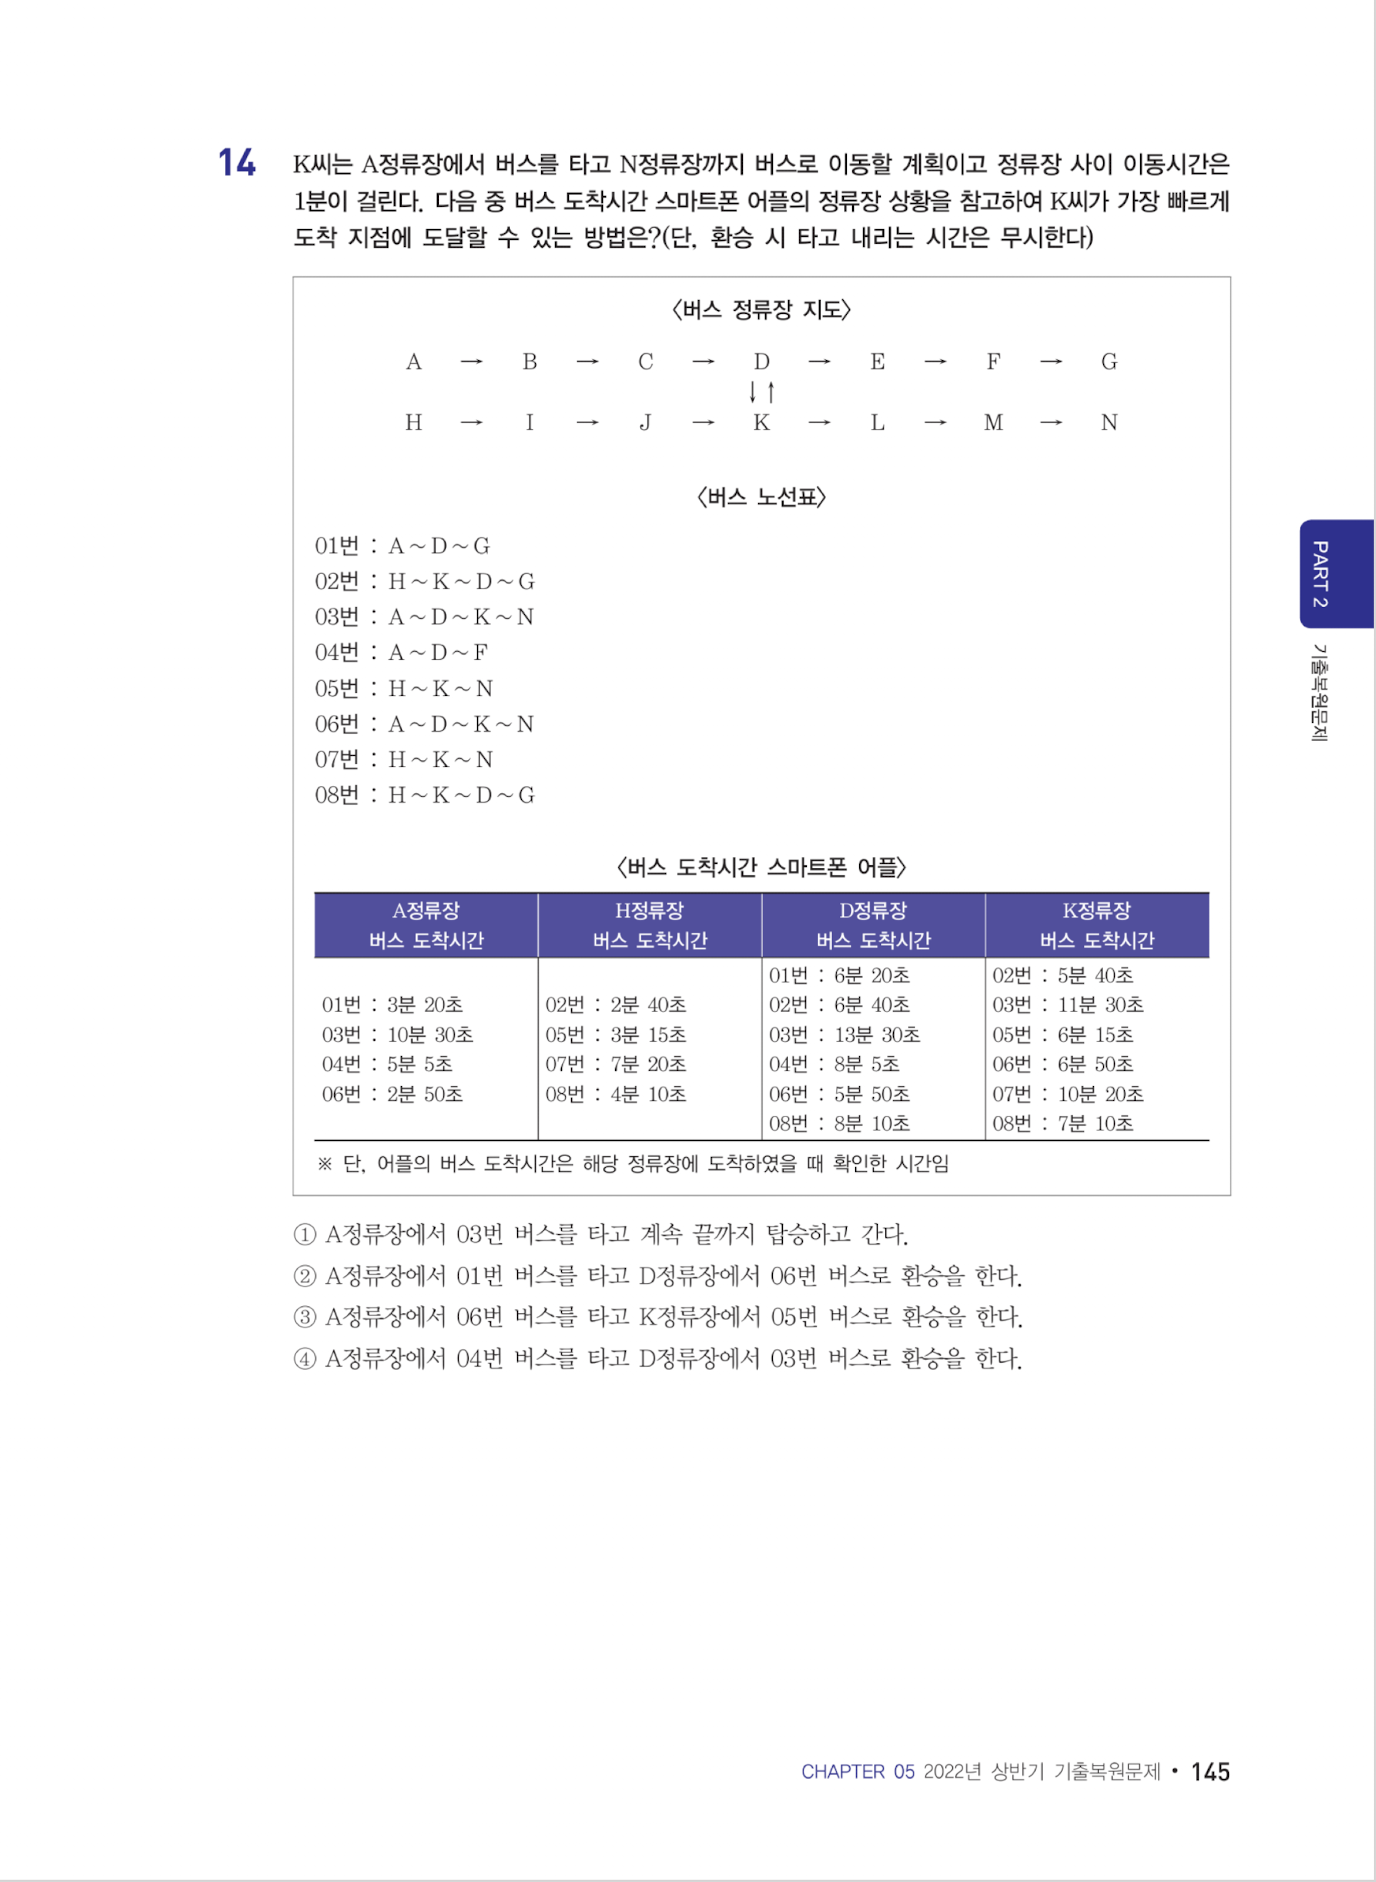 14 K씨는 A정류장에서 버스를 타고 N정류장까지 버스로 이동할 계획이고 정류장 사이 이동시간은
1분이 걸린다. 다음 중 버스 도착시간 스마트폰 어플의 정류장 상황을 참고하여 K씨가 가장 빠르게
도착 지점에 도달할 수 있는 방법은?(단, 환승 시 타고 내리는 시간은 무시한다)
〈버스 정류장 지도〉
A → B → C → D → E → F → G
↓↑
H → I → J → K → L → M → N
〈버스 노선표〉
01번 : A~D~G
02번 : H~K~D~G
03번 : A~D~K~N
04번 : A~D~F
05번 : H~K~N
06번 : A~D~K~N
07번 : H~K~N
08번 : H~K~D~G
〈버스 도착시간 스마트폰 어플〉
A정류장 버스 도착시간
01번 : 3분 20초
03번 : 10분 30초
04번 : 5분 5초
06번 : 2분 50초
H정류장 버스 도착시간
02번 : 2분 40초
05번 : 3분 15초
07번 : 7분 20초
08번 : 4분 10초
D정류장 버스 도착시간
01번 : 6분 20초
02번 : 6분 40초
03번 : 13분 30초
04번 : 8분 5초
06번 : 5분 50초
08번 : 8분 10초
K정류장 버스 도착시간
02번 : 5분 40초
03번 : 11분 30초
05번 : 6분 15초
06번 : 6분 50초
07번 : 10분 20초
08번 : 7분 10초
※ 단, 어플의 버스 도착시간은 해당 정류장에 도착하였을 때 확인한 시간임
① A정류장에서 03번 버스를 타고 계속 끝까지 탑승하고 간다.
② A정류장에서 01번 버스를 타고 D정류장에서 06번 버스로 환승을 한다.
③ A정류장에서 06번 버스를 타고 K정류장에서 05번 버스로 환승을 한다.
④ A정류장에서 04번 버스를 타고 D정류장에서 03번 버스로 환승을 한다.
PART 2
기출복원문제
CHAPTER 05 2022년 상반기 기출복원문제 • 145